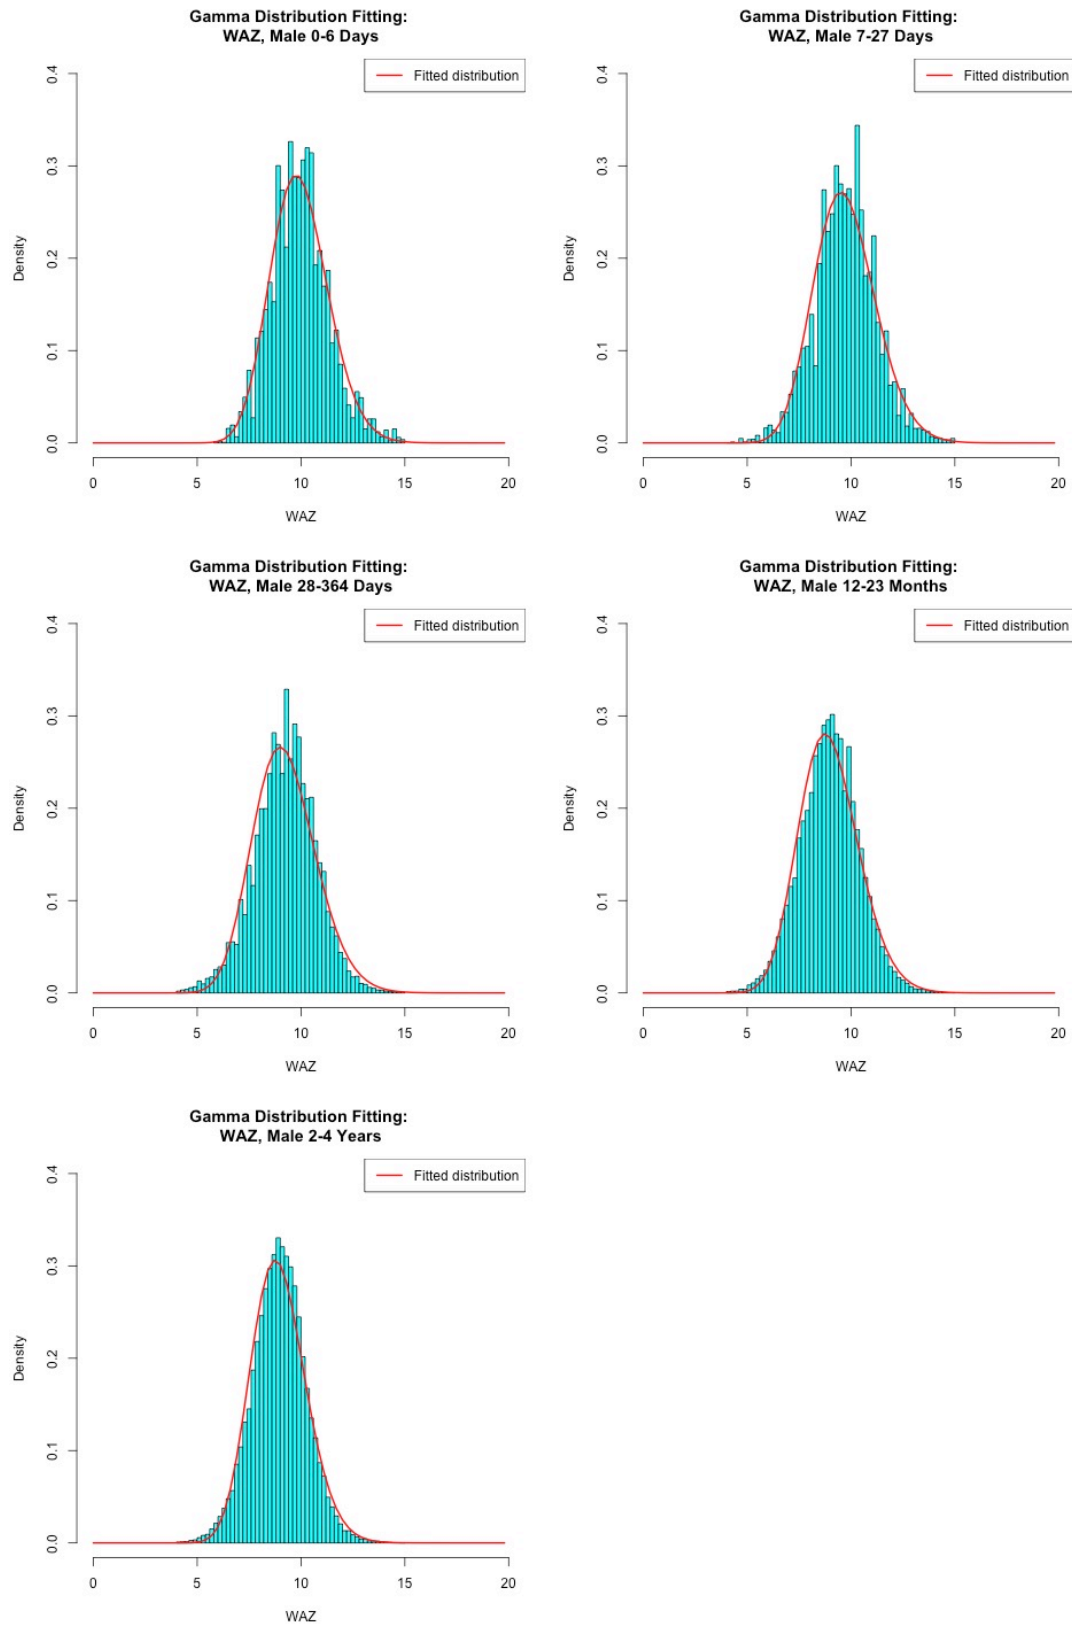 Gamma Distribution Fitting:
WAZ, Male 0-6 Days
Fitted distribution
Density
0.0 0.1 0.2 0.3 0.4
0 5 10 15 20
WAZ
Gamma Distribution Fitting:
WAZ, Male 7-27 Days
Fitted distribution
Density
0.0 0.1 0.2 0.3 0.4
0 5 10 15 20
WAZ
Gamma Distribution Fitting:
WAZ, Male 28-364 Days
Fitted distribution
Density
0.0 0.1 0.2 0.3 0.4
0 5 10 15 20
WAZ
Gamma Distribution Fitting:
WAZ, Male 12-23 Months
Fitted distribution
Density
0.0 0.1 0.2 0.3 0.4
0 5 10 15 20
WAZ
Gamma Distribution Fitting:
WAZ, Male 2-4 Years
Fitted distribution
Density
0.0 0.1 0.2 0.3 0.4
0 5 10 15 20
WAZ